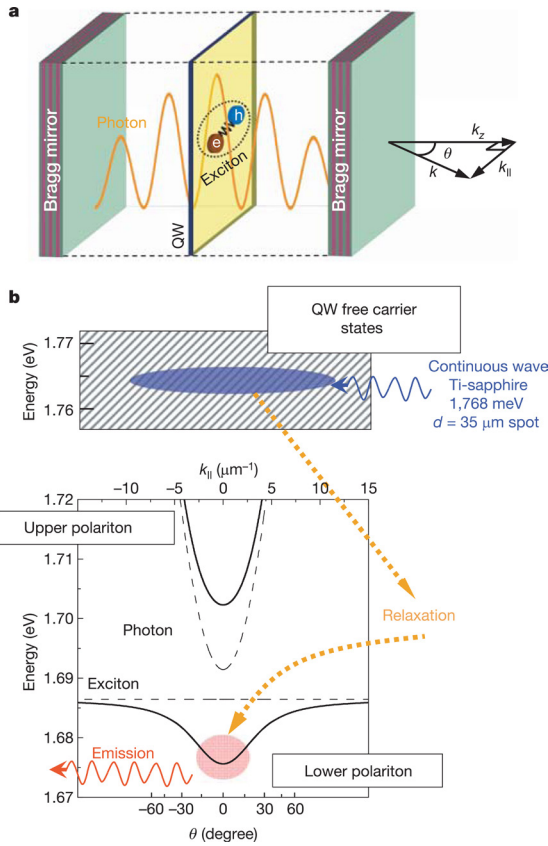 a
Bragg mirror
Photon
h
e
Exciton
QW
Bragg mirror
kz
θ
k
kII
b
QW free carrier
states
1.77
1.76
Energy (eV)
Continuous wave
Ti-sapphire
1,768 meV
d = 35 μm spot
kII (μm⁻¹)
−10 −5 0 5 10 15
1.72
Upper polariton
1.71
1.70
Energy (eV)
Photon
Relaxation
1.69
Exciton
1.68
Emission
Lower polariton
1.67
−60 −30 0 30 60
θ (degree)